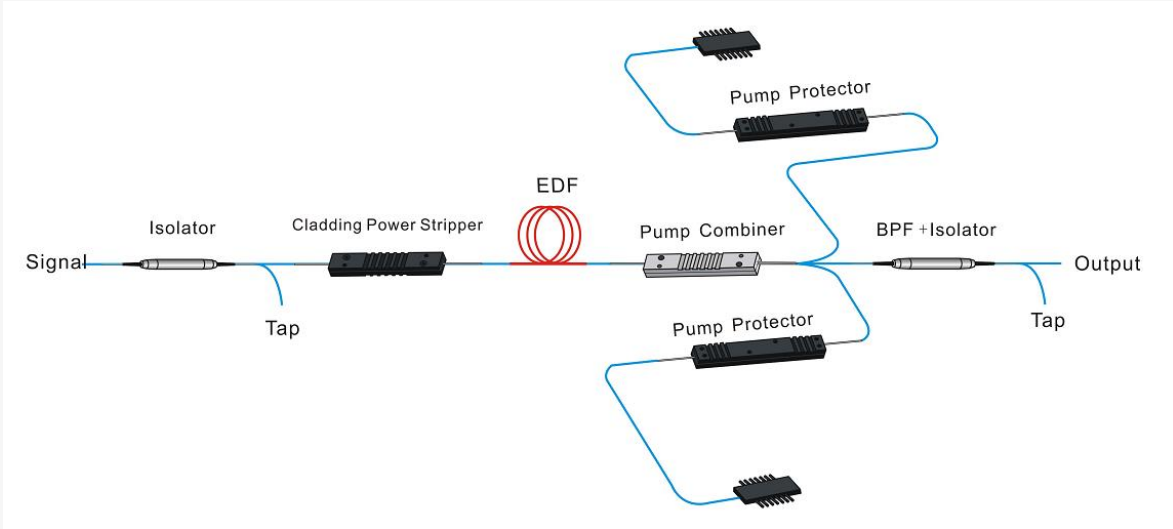 Pump Protector
EDF
Isolator
Cladding Power Stripper
Pump Combiner
BPF +Isolator
Signal
Output
Tap
Pump Protector
Tap